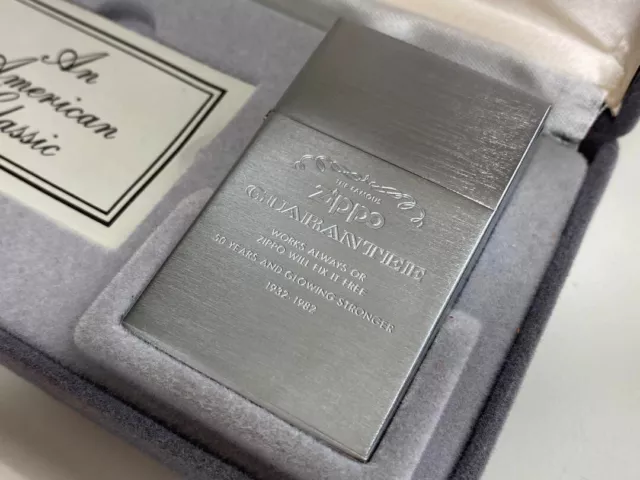 An
American
Classic
THE FAMOUS
Zippo
GUARANTEE
WORKS ALWAYS OR
ZIPPO WILL FIX IT FREE
50 YEARS AND GLOWING STRONGER
1932-1982